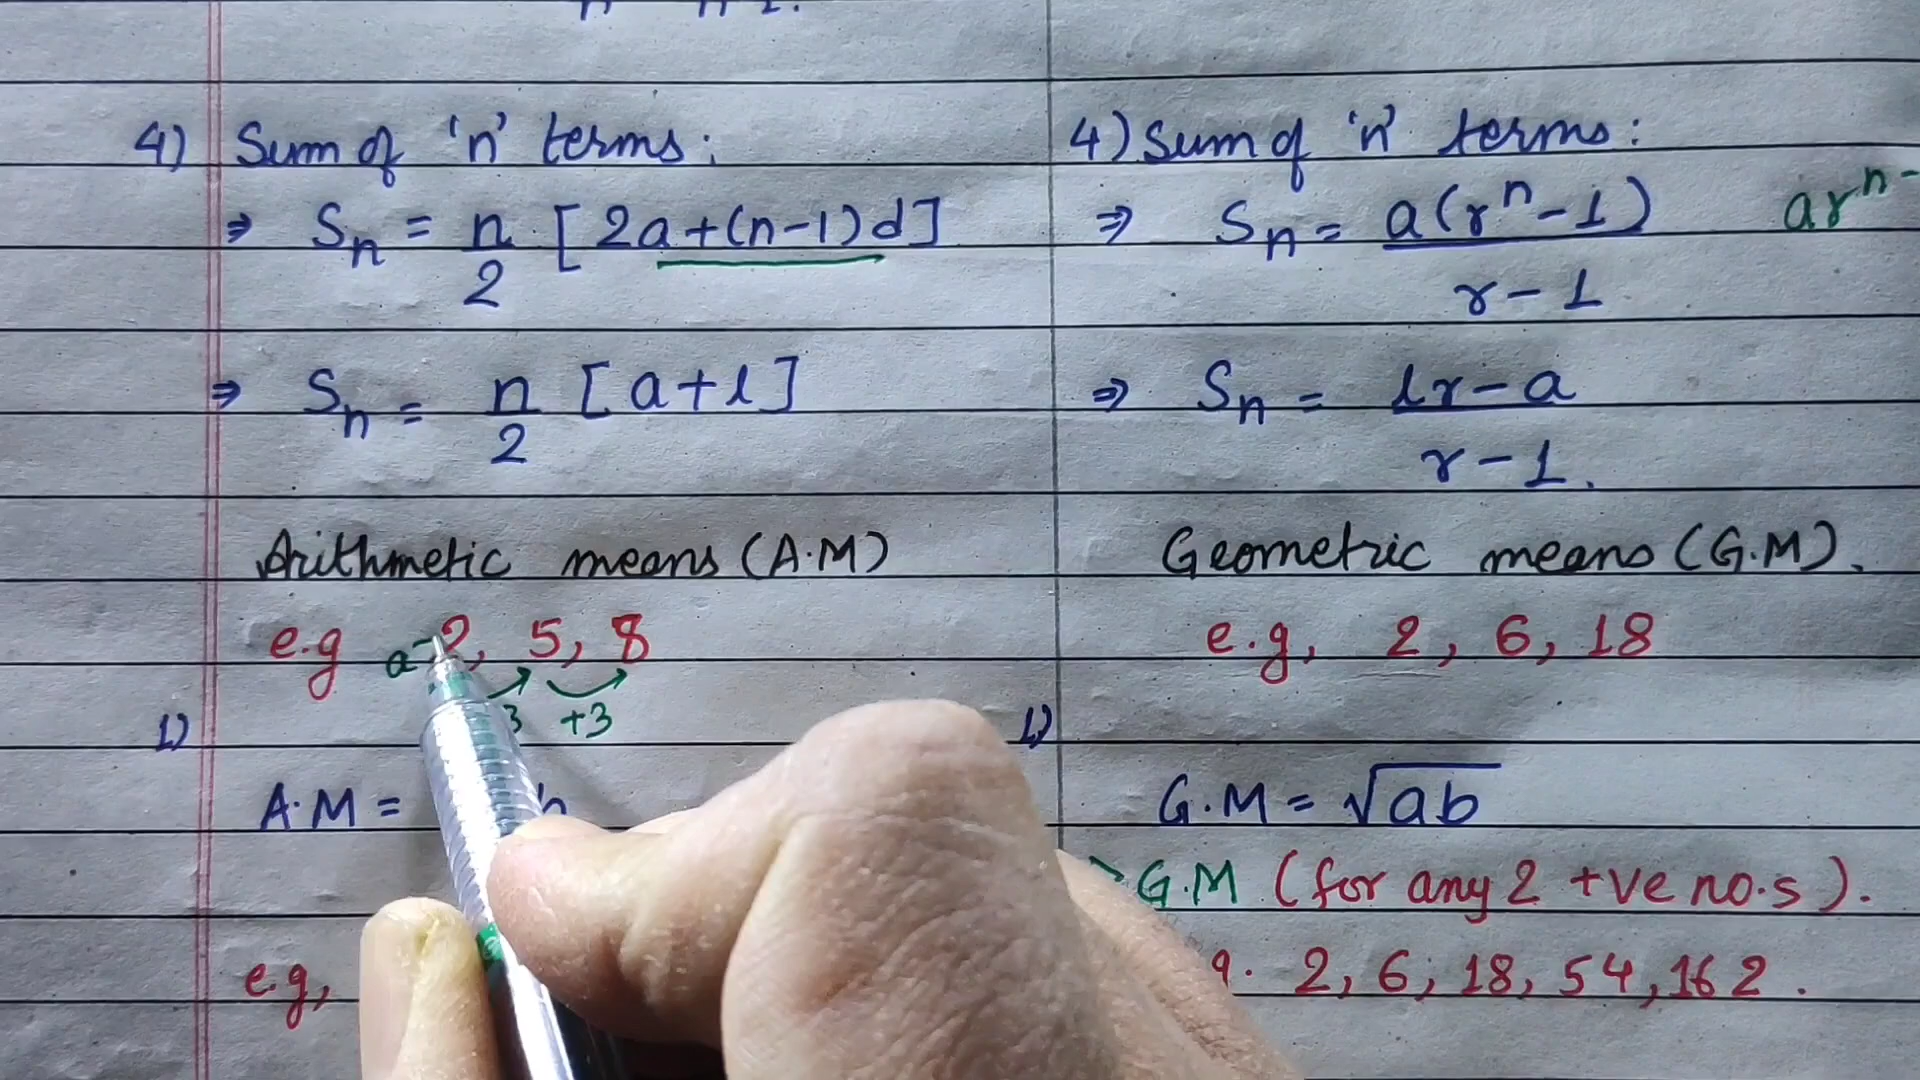 4) Sum of 'n' terms:
⇒ Sn = n/2 [2a+(n-1)d]
⇒ Sn = n/2 [a+l]
Arithmetic means (A.M)
e.g a 2, 5, 8
3 +3
1)
A.M =
e.g,
4) Sum of 'n' terms:
⇒ Sn = a(r^n - 1) / r-1
ar^n-
⇒ Sn = lr-a / r-1.
Geometric means (G.M).
e.g, 2, 6, 18
1)
G.M = √ab
G.M (for any 2 +ve no.s).
2, 6, 18, 54, 162.